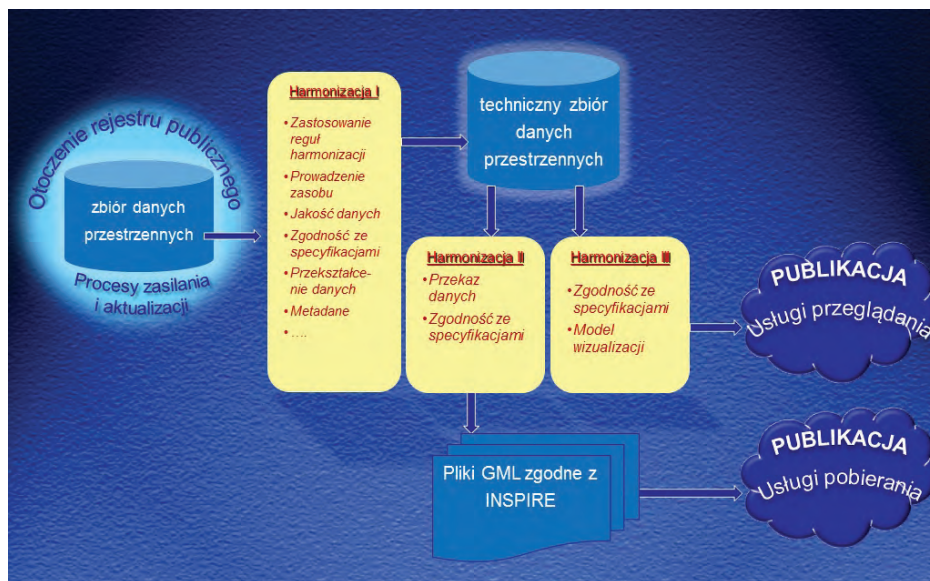 Otoczenie rejestru publicznego
zbiór danych
przestrzennych
Procesy zasilania
i aktualizacji
Harmonizacja I
• Zastosowanie
reguł
harmonizacji
• Prowadzenie
zasobu
• Jakość danych
• Zgodność ze
specyfikacjami
• Przekształce-
nie danych
• Metadane
• ....
techniczny zbiór
danych
przestrzennych
Harmonizacja II
• Przekaz
danych
• Zgodność ze
specyfikacjami
Harmonizacja III
• Zgodność ze
specyfikacjami
• Model
wizualizacji
PUBLIKACJA
Usługi przeglądania
Pliki GML zgodne z
INSPIRE
PUBLIKACJA
Usługi pobierania